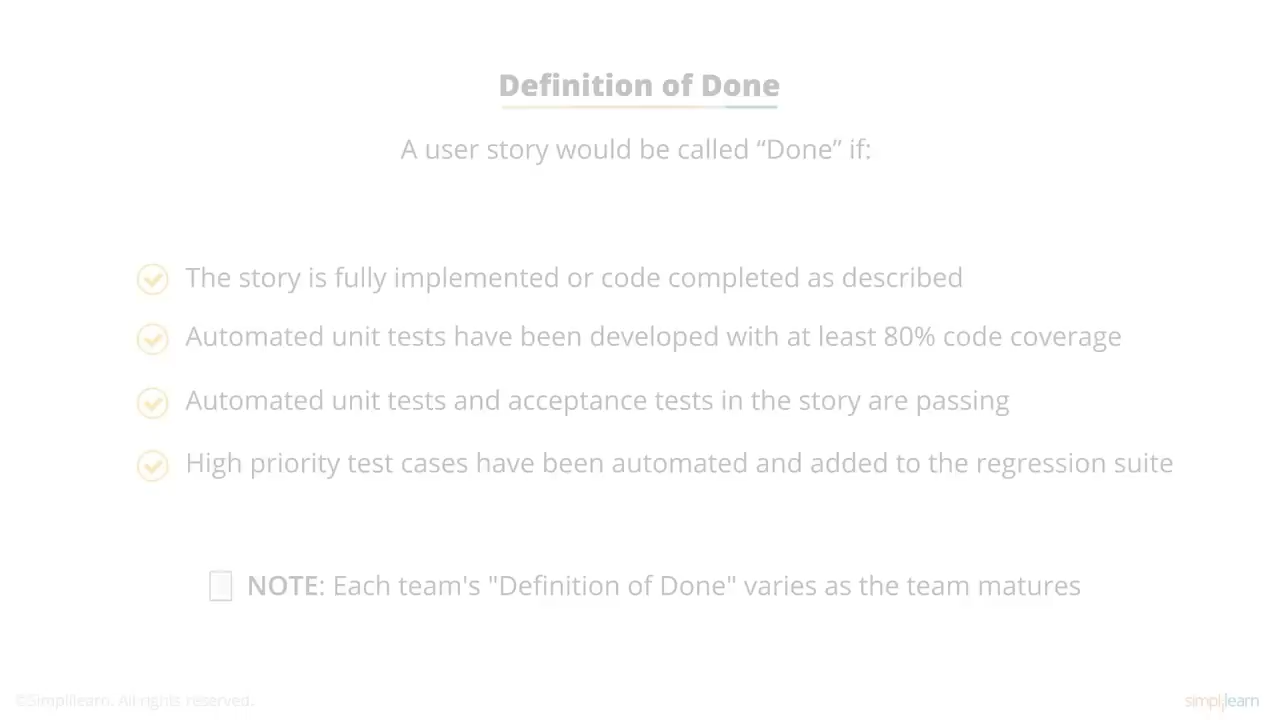 Definition of Done
A user story would be called “Done” if:
The story is fully implemented or code completed as described
Automated unit tests have been developed with at least 80% code coverage
Automated unit tests and acceptance tests in the story are passing
High priority test cases have been automated and added to the regression suite
NOTE: Each team's "Definition of Done" varies as the team matures
©Simplilearn. All rights reserved.
simplilearn